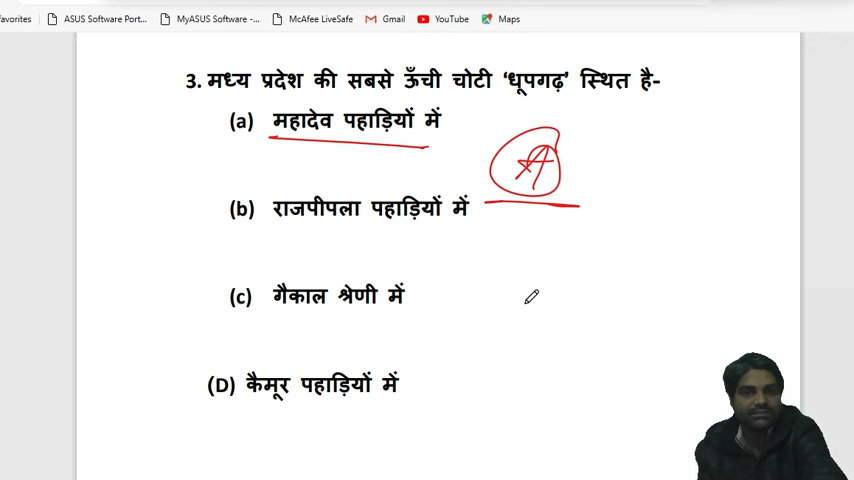 avorites ASUS Software Port... MyASUS Software -... McAfee LiveSafe Gmail YouTube Maps
3. मध्य प्रदेश की सबसे ऊँची चोटी ‘धूपगढ़’ स्थित है-
(a) महादेव पहाड़ियों में
A
(b) राजपीपला पहाड़ियों में
(c) गैकाल श्रेणी में
(D) कैमूर पहाड़ियों में